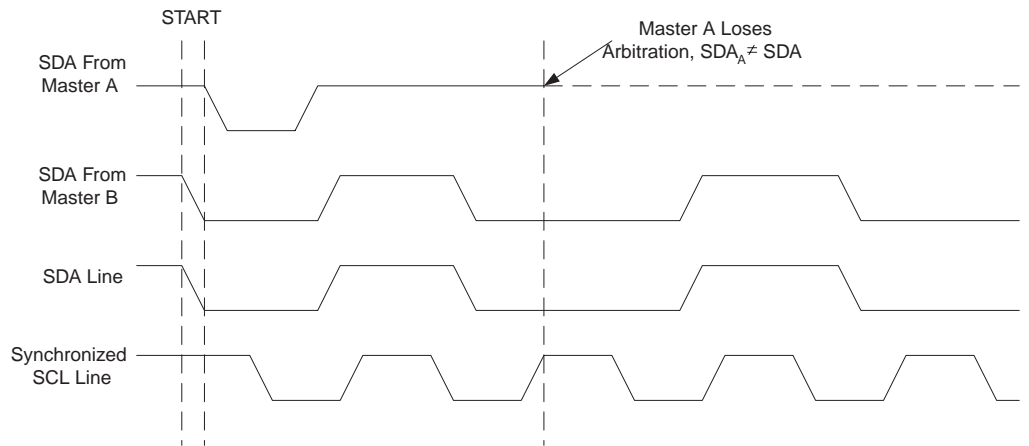 START
Master A Loses
Arbitration, SDA_A ≠ SDA
SDA From
Master A
SDA From
Master B
SDA Line
Synchronized
SCL Line